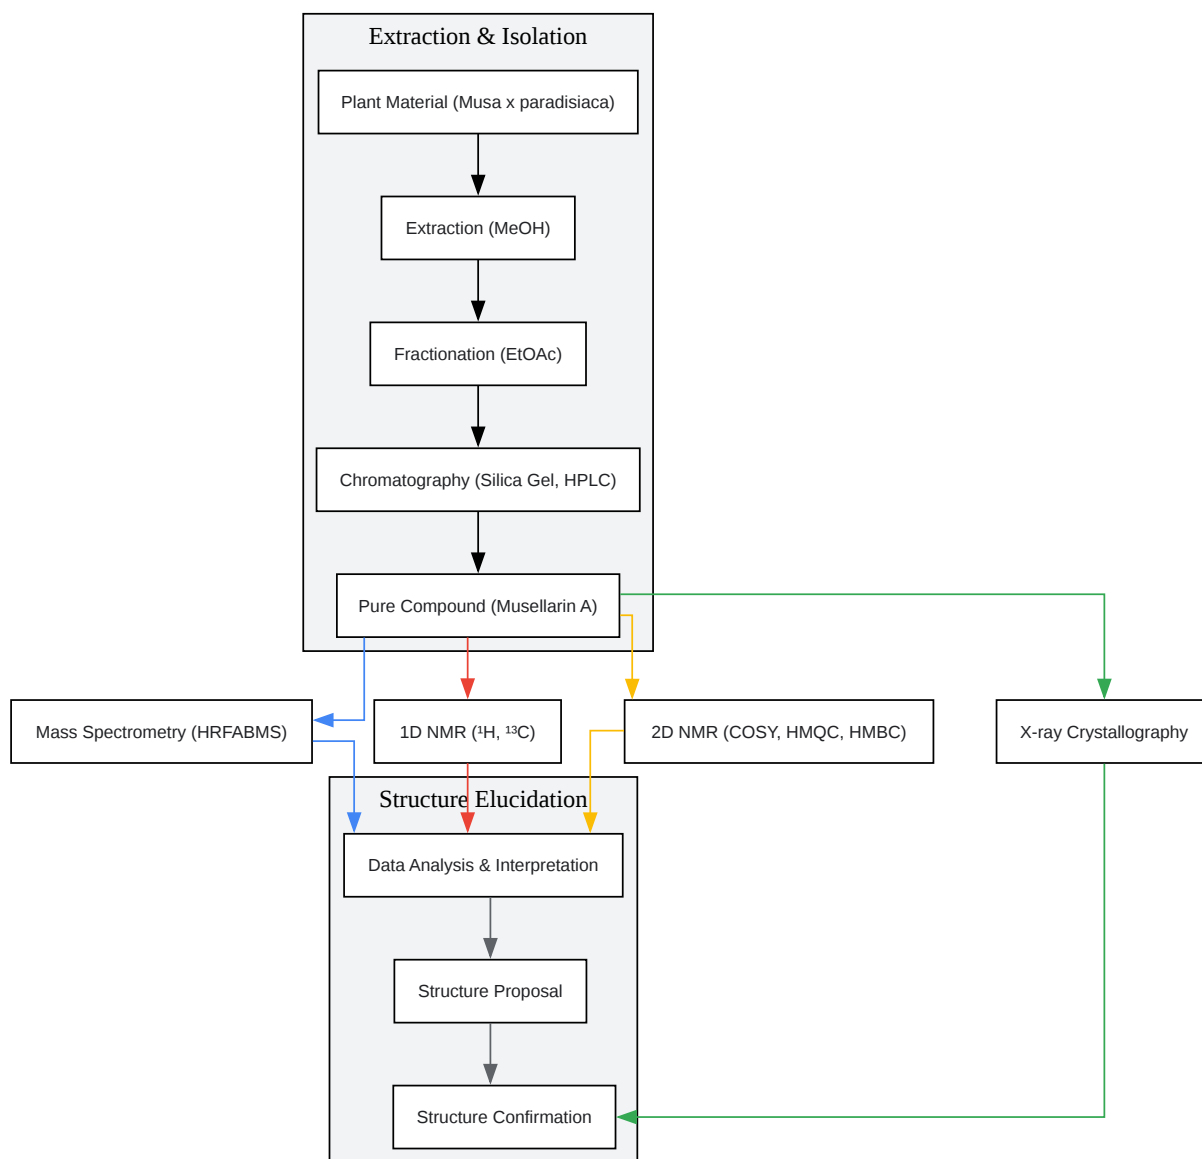 Extraction & Isolation
Plant Material (Musa x paradisiaca)
Extraction (MeOH)
Fractionation (EtOAc)
Chromatography (Silica Gel, HPLC)
Pure Compound (Musellarin A)
Mass Spectrometry (HRFABMS)
1D NMR (¹H, ¹³C)
2D NMR (COSY, HMQC, HMBC)
X-ray Crystallography
Structure Elucidation
Data Analysis & Interpretation
Structure Proposal
Structure Confirmation